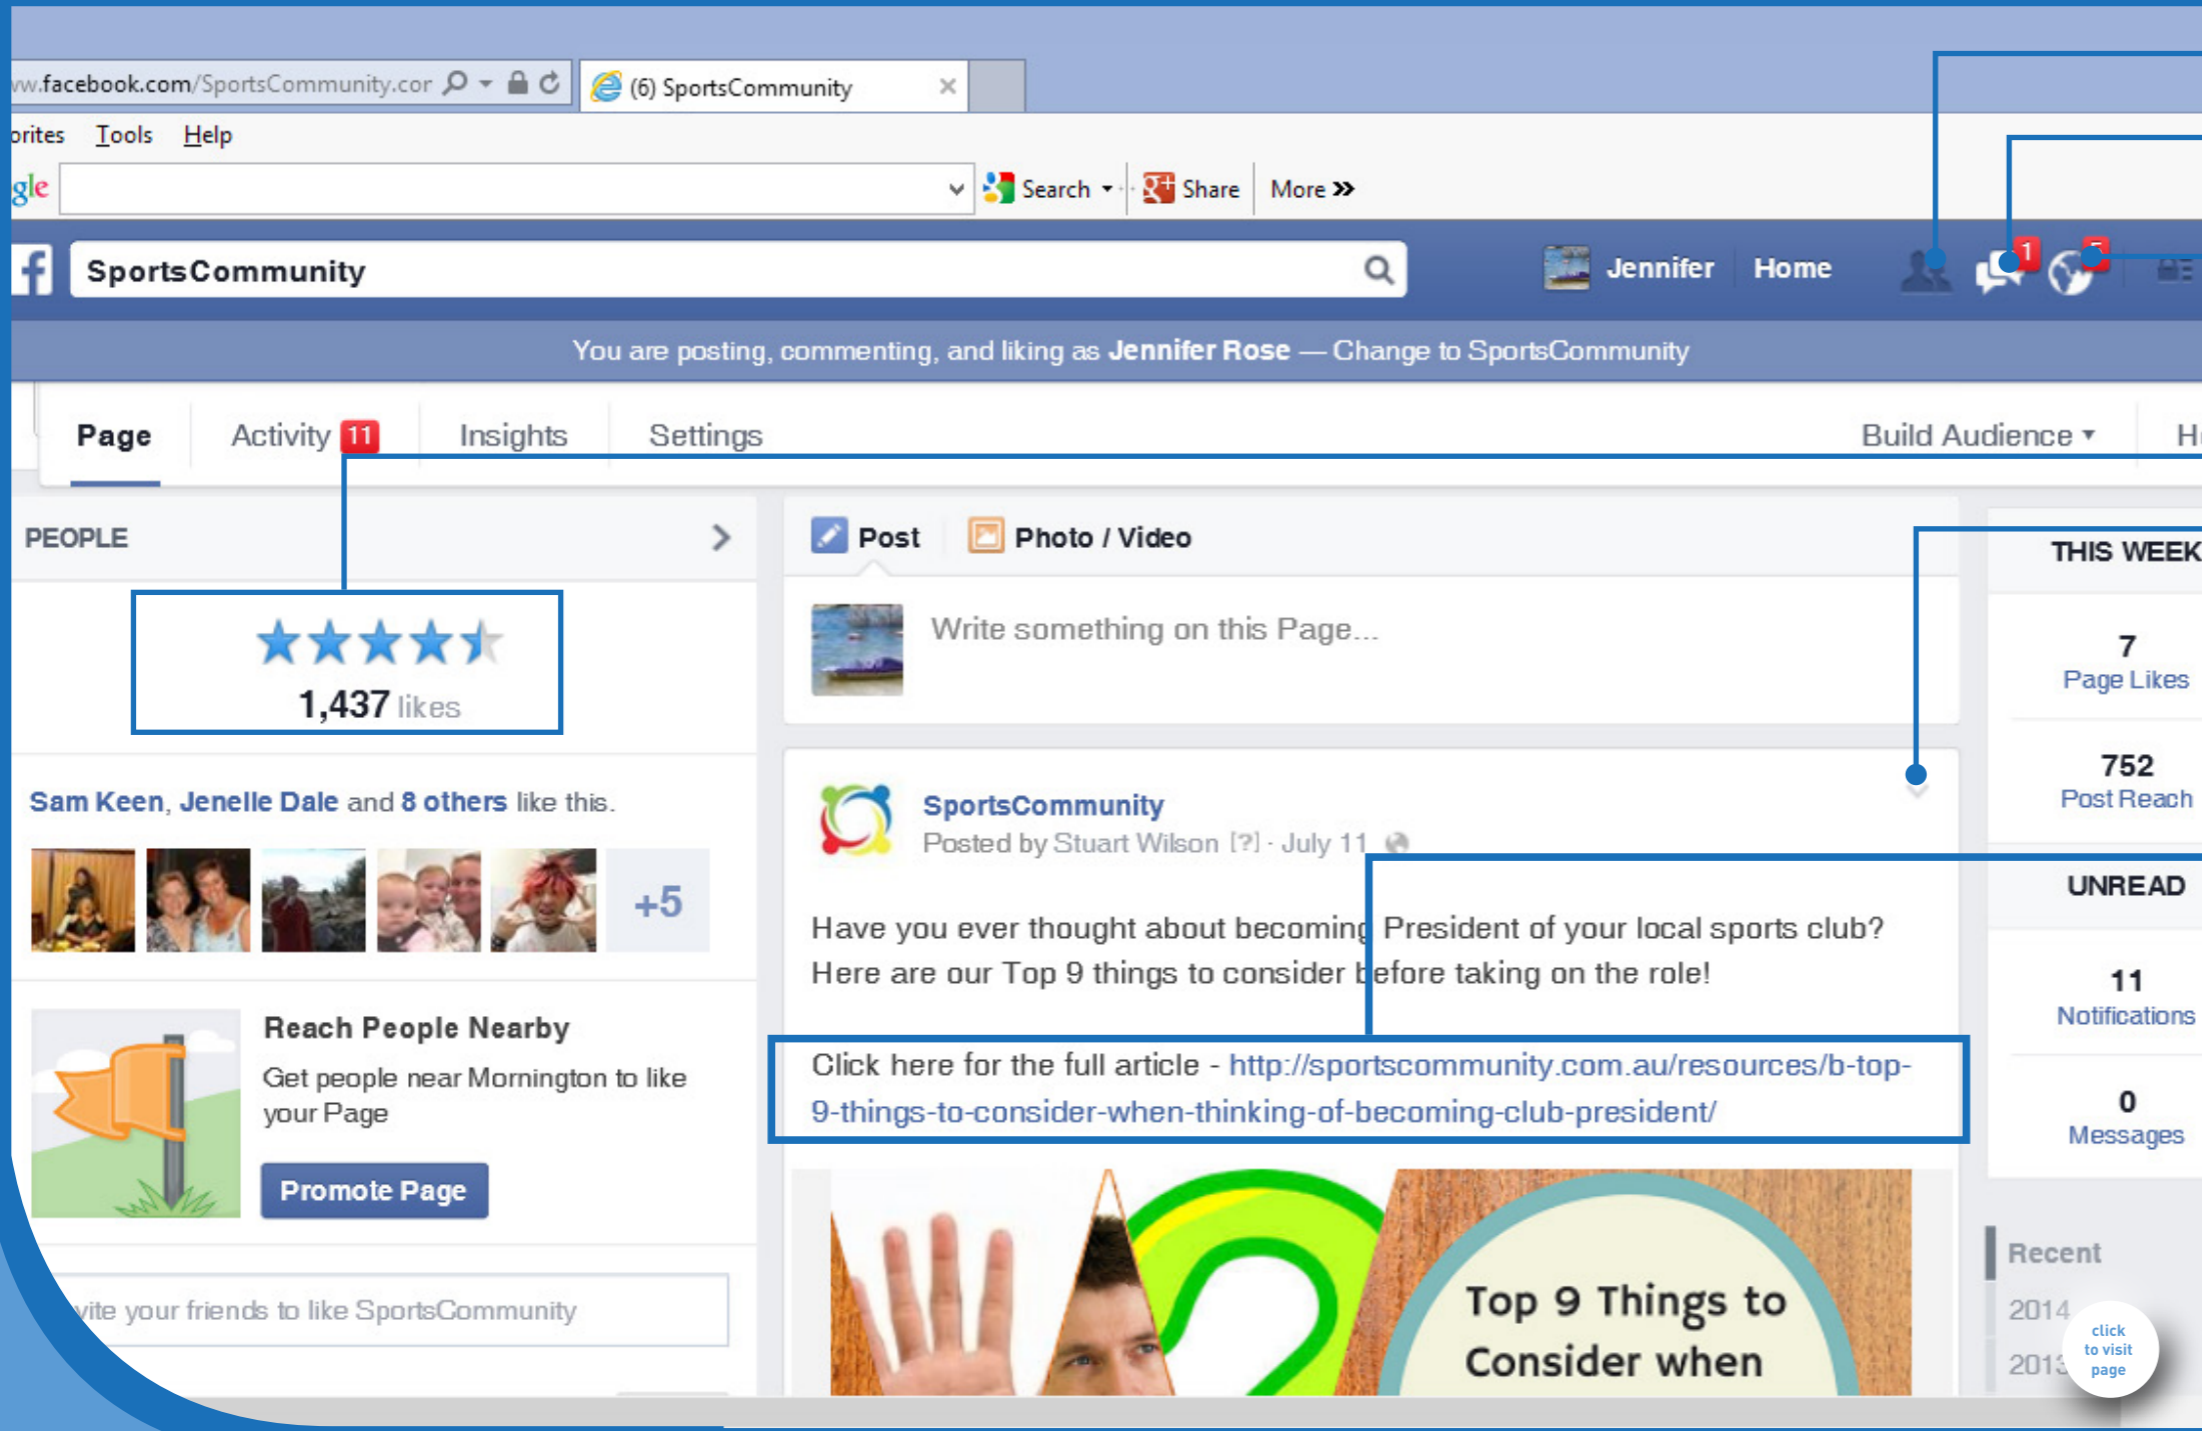 ww.facebook.com/SportsCommunity.cor
(6) SportsCommunity
orites Tools Help
gle
Search
Share
More »
f
SportsCommunity
Jennifer
Home
1
You are posting, commenting, and liking as Jennifer Rose — Change to SportsCommunity
Page
Activity 11
Insights
Settings
Build Audience
PEOPLE
1,437 likes
Sam Keen, Jenelle Dale and 8 others like this.
+5
Reach People Nearby
Get people near Mornington to like
your Page
Promote Page
vite your friends to like SportsCommunity
Post
Photo / Video
Write something on this Page...
SportsCommunity
Posted by Stuart Wilson [?] · July 11
Have you ever thought about becoming President of your local sports club?
Here are our Top 9 things to consider before taking on the role!
Click here for the full article - http://sportscommunity.com.au/resources/b-top-
9-things-to-consider-when-thinking-of-becoming-club-president/
Top 9 Things to
Consider when
THIS WEEK
7
Page Likes
752
Post Reach
UNREAD
11
Notifications
0
Messages
Recent
2014
2013
click
to visit
page